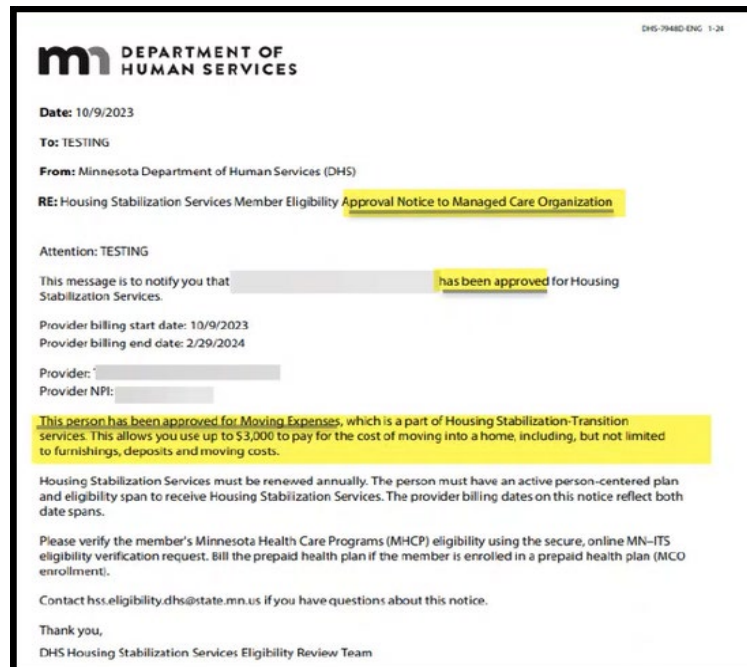 DHS-7948D-ENG 1-24
mn DEPARTMENT OF
HUMAN SERVICES
Date: 10/9/2023
To: TESTING
From: Minnesota Department of Human Services (DHS)
RE: Housing Stabilization Services Member Eligibility Approval Notice to Managed Care Organization
Attention: TESTING
This message is to notify you that has been approved for Housing
Stabilization Services.
Provider billing start date: 10/9/2023
Provider billing end date: 2/29/2024
Provider:
Provider NPI:
This person has been approved for Moving Expenses, which is a part of Housing Stabilization-Transition
services. This allows you use up to $3,000 to pay for the cost of moving into a home, including, but not limited
to furnishings, deposits and moving costs.
Housing Stabilization Services must be renewed annually. The person must have an active person-centered plan
and eligibility span to receive Housing Stabilization Services. The provider billing dates on this notice reflect both
date spans.
Please verify the member's Minnesota Health Care Programs (MHCP) eligibility using the secure, online MN–ITS
eligibility verification request. Bill the prepaid health plan if the member is enrolled in a prepaid health plan (MCO
enrollment).
Contact hss.eligibility.dhs@state.mn.us if you have questions about this notice.
Thank you,
DHS Housing Stabilization Services Eligibility Review Team